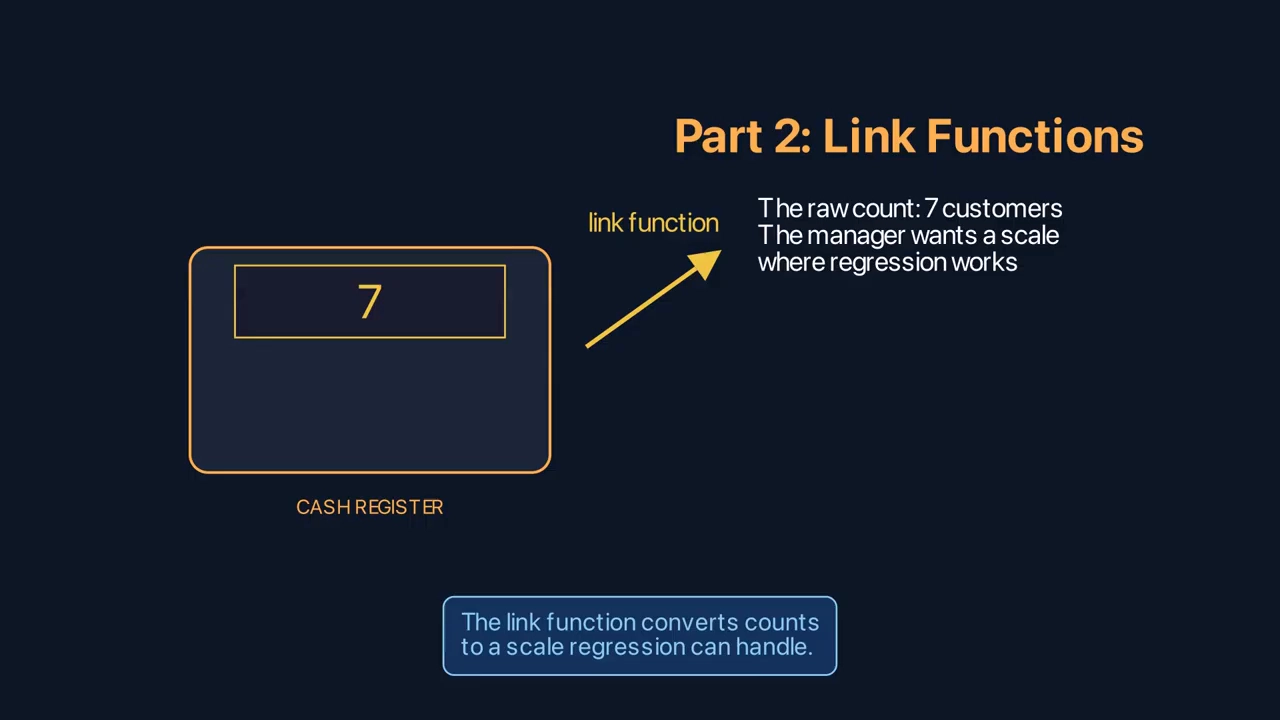 Part 2: Link Functions
link function
The raw count: 7 customers
The manager wants a scale
where regression works
7
CASH REGISTER
The link function converts counts
to a scale regression can handle.